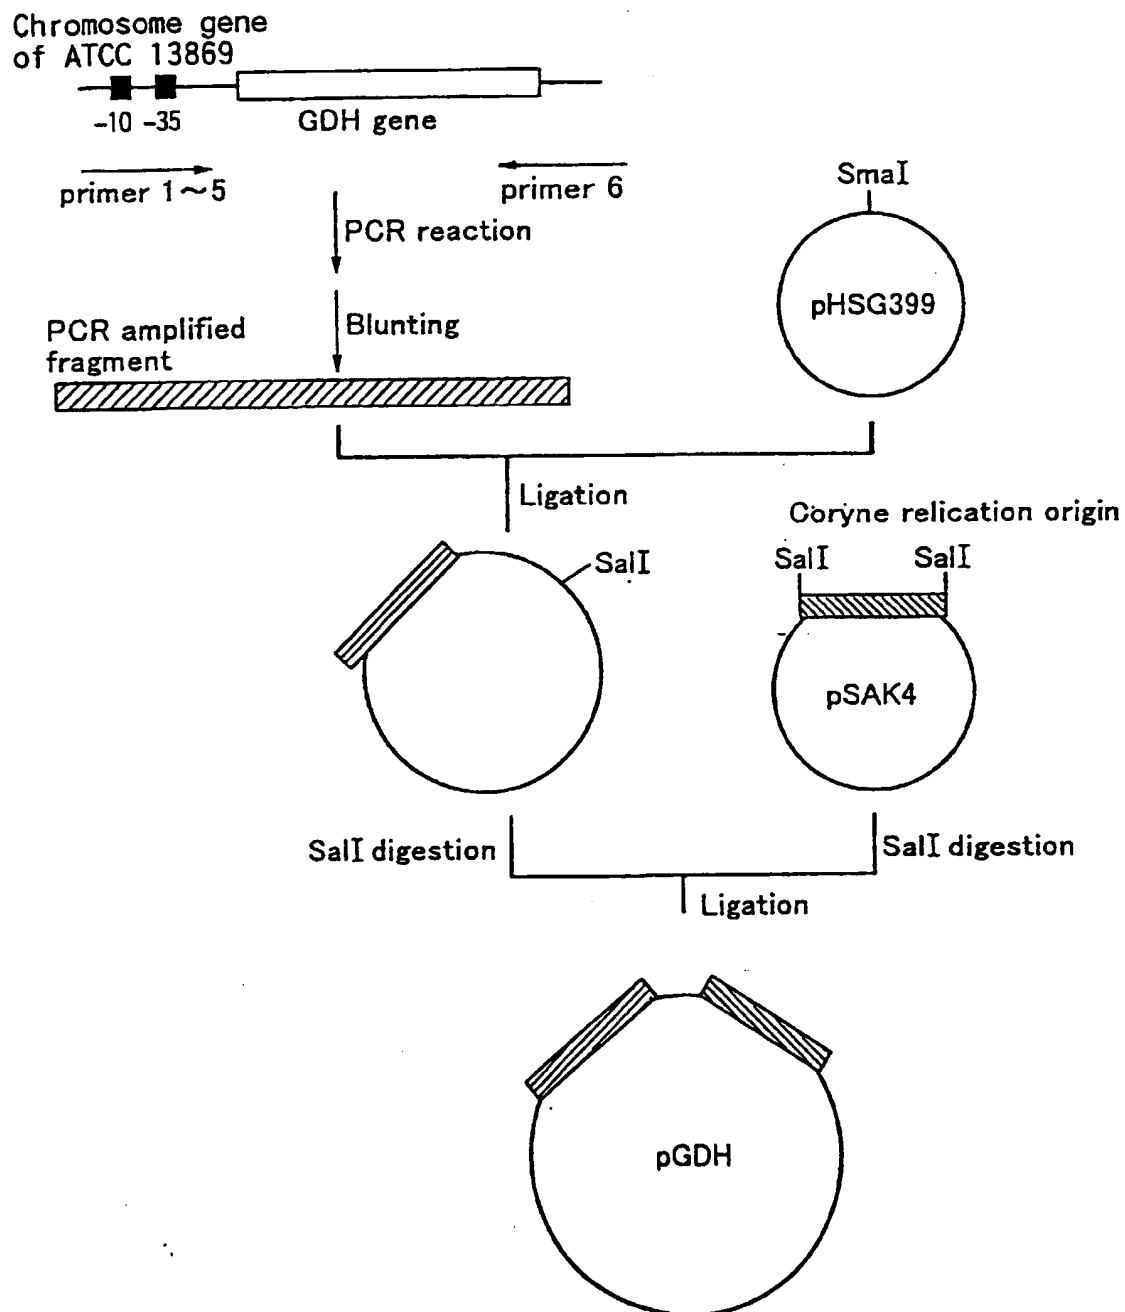 Chromosome gene
of ATCC 13869
-10 -35
GDH gene
primer 1~5
primer 6
SmaI
PCR reaction
pHSG399
Blunting
PCR amplified
fragment
Ligation
Coryne relication origin
SalI
SalI
SalI
pSAK4
SalI digestion
SalI digestion
Ligation
pGDH